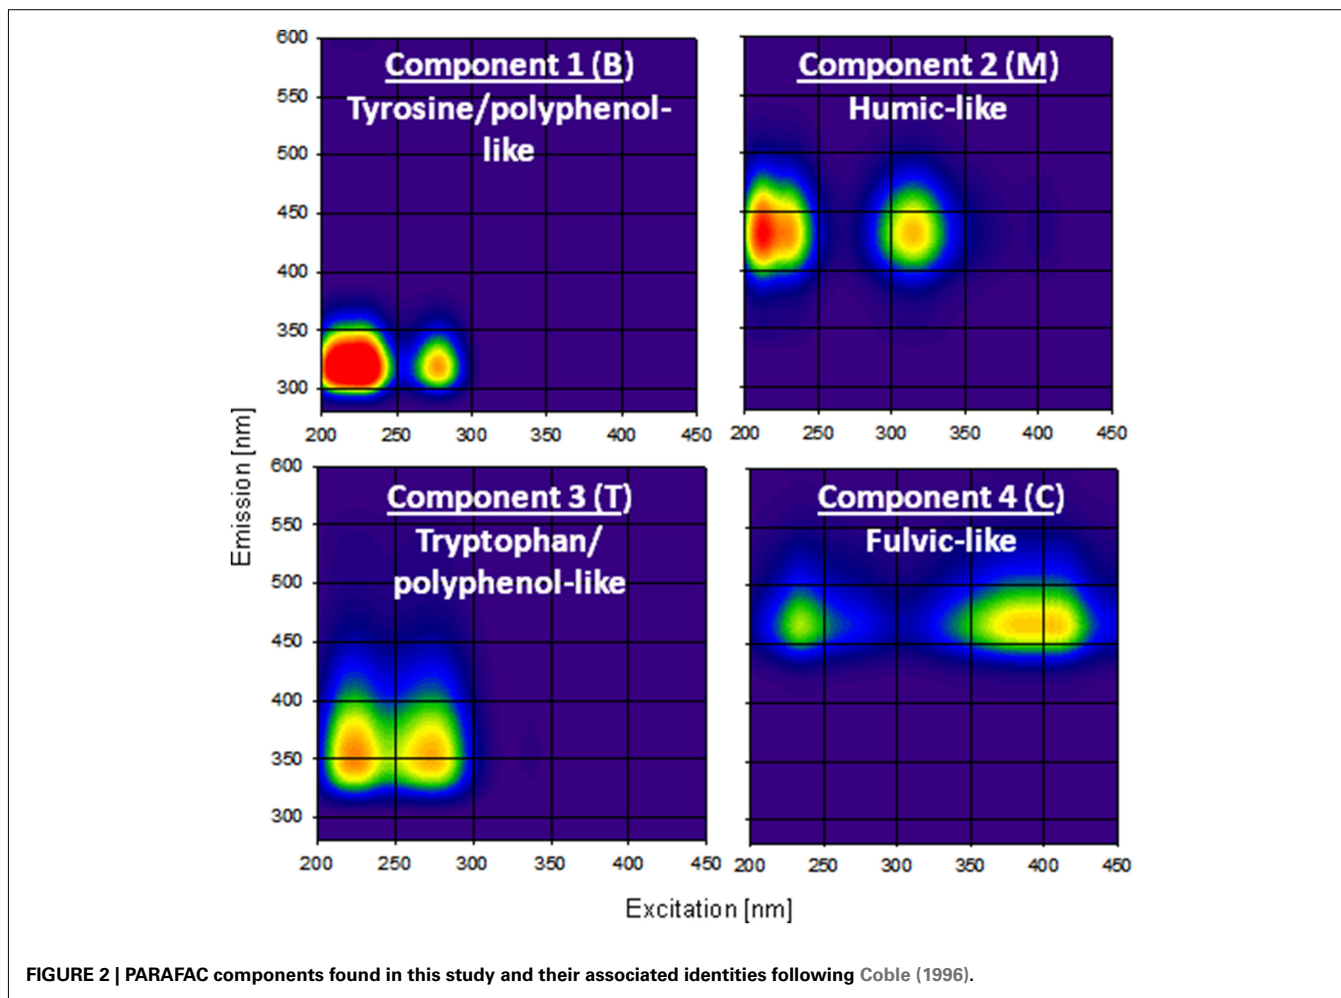 600
550
500
450
400
350
300
200 250 300 350 400 450
Component 1 (B)
Tyrosine/polyphenol-
like
200 250 300 350 400 450
Component 2 (M)
Humic-like
Emission [nm]
600
550
500
450
400
350
300
200 250 300 350 400 450
Component 3 (T)
Tryptophan/
polyphenol-like
200 250 300 350 400 450
Component 4 (C)
Fulvic-like
Excitation [nm]
FIGURE 2 | PARAFAC components found in this study and their associated identities following Coble (1996).